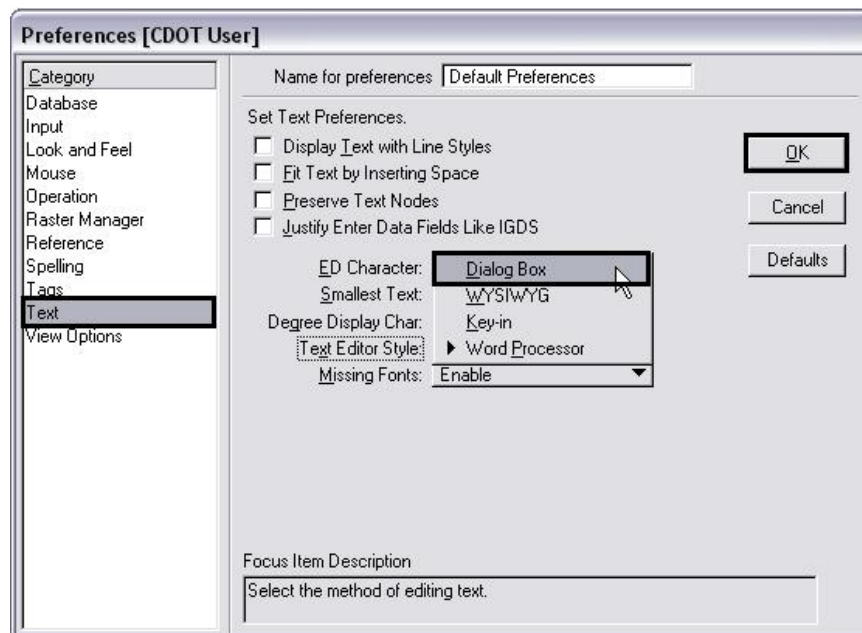 Preferences [CDOT User]
Category
Database
Input
Look and Feel
Mouse
Operation
Raster Manager
Reference
Spelling
Tags
Text
View Options
Name for preferences Default Preferences
Set Text Preferences.
Display Text with Line Styles
Fit Text by Inserting Space
Preserve Text Nodes
Justify Enter Data Fields Like IGDS
ED Character:
Smallest Text:
Degree Display Char:
Text Editor Style:
Missing Fonts: Enable
Dialog Box
WYSIWYG
Key-in
Word Processor
OK
Cancel
Defaults
Focus Item Description
Select the method of editing text.